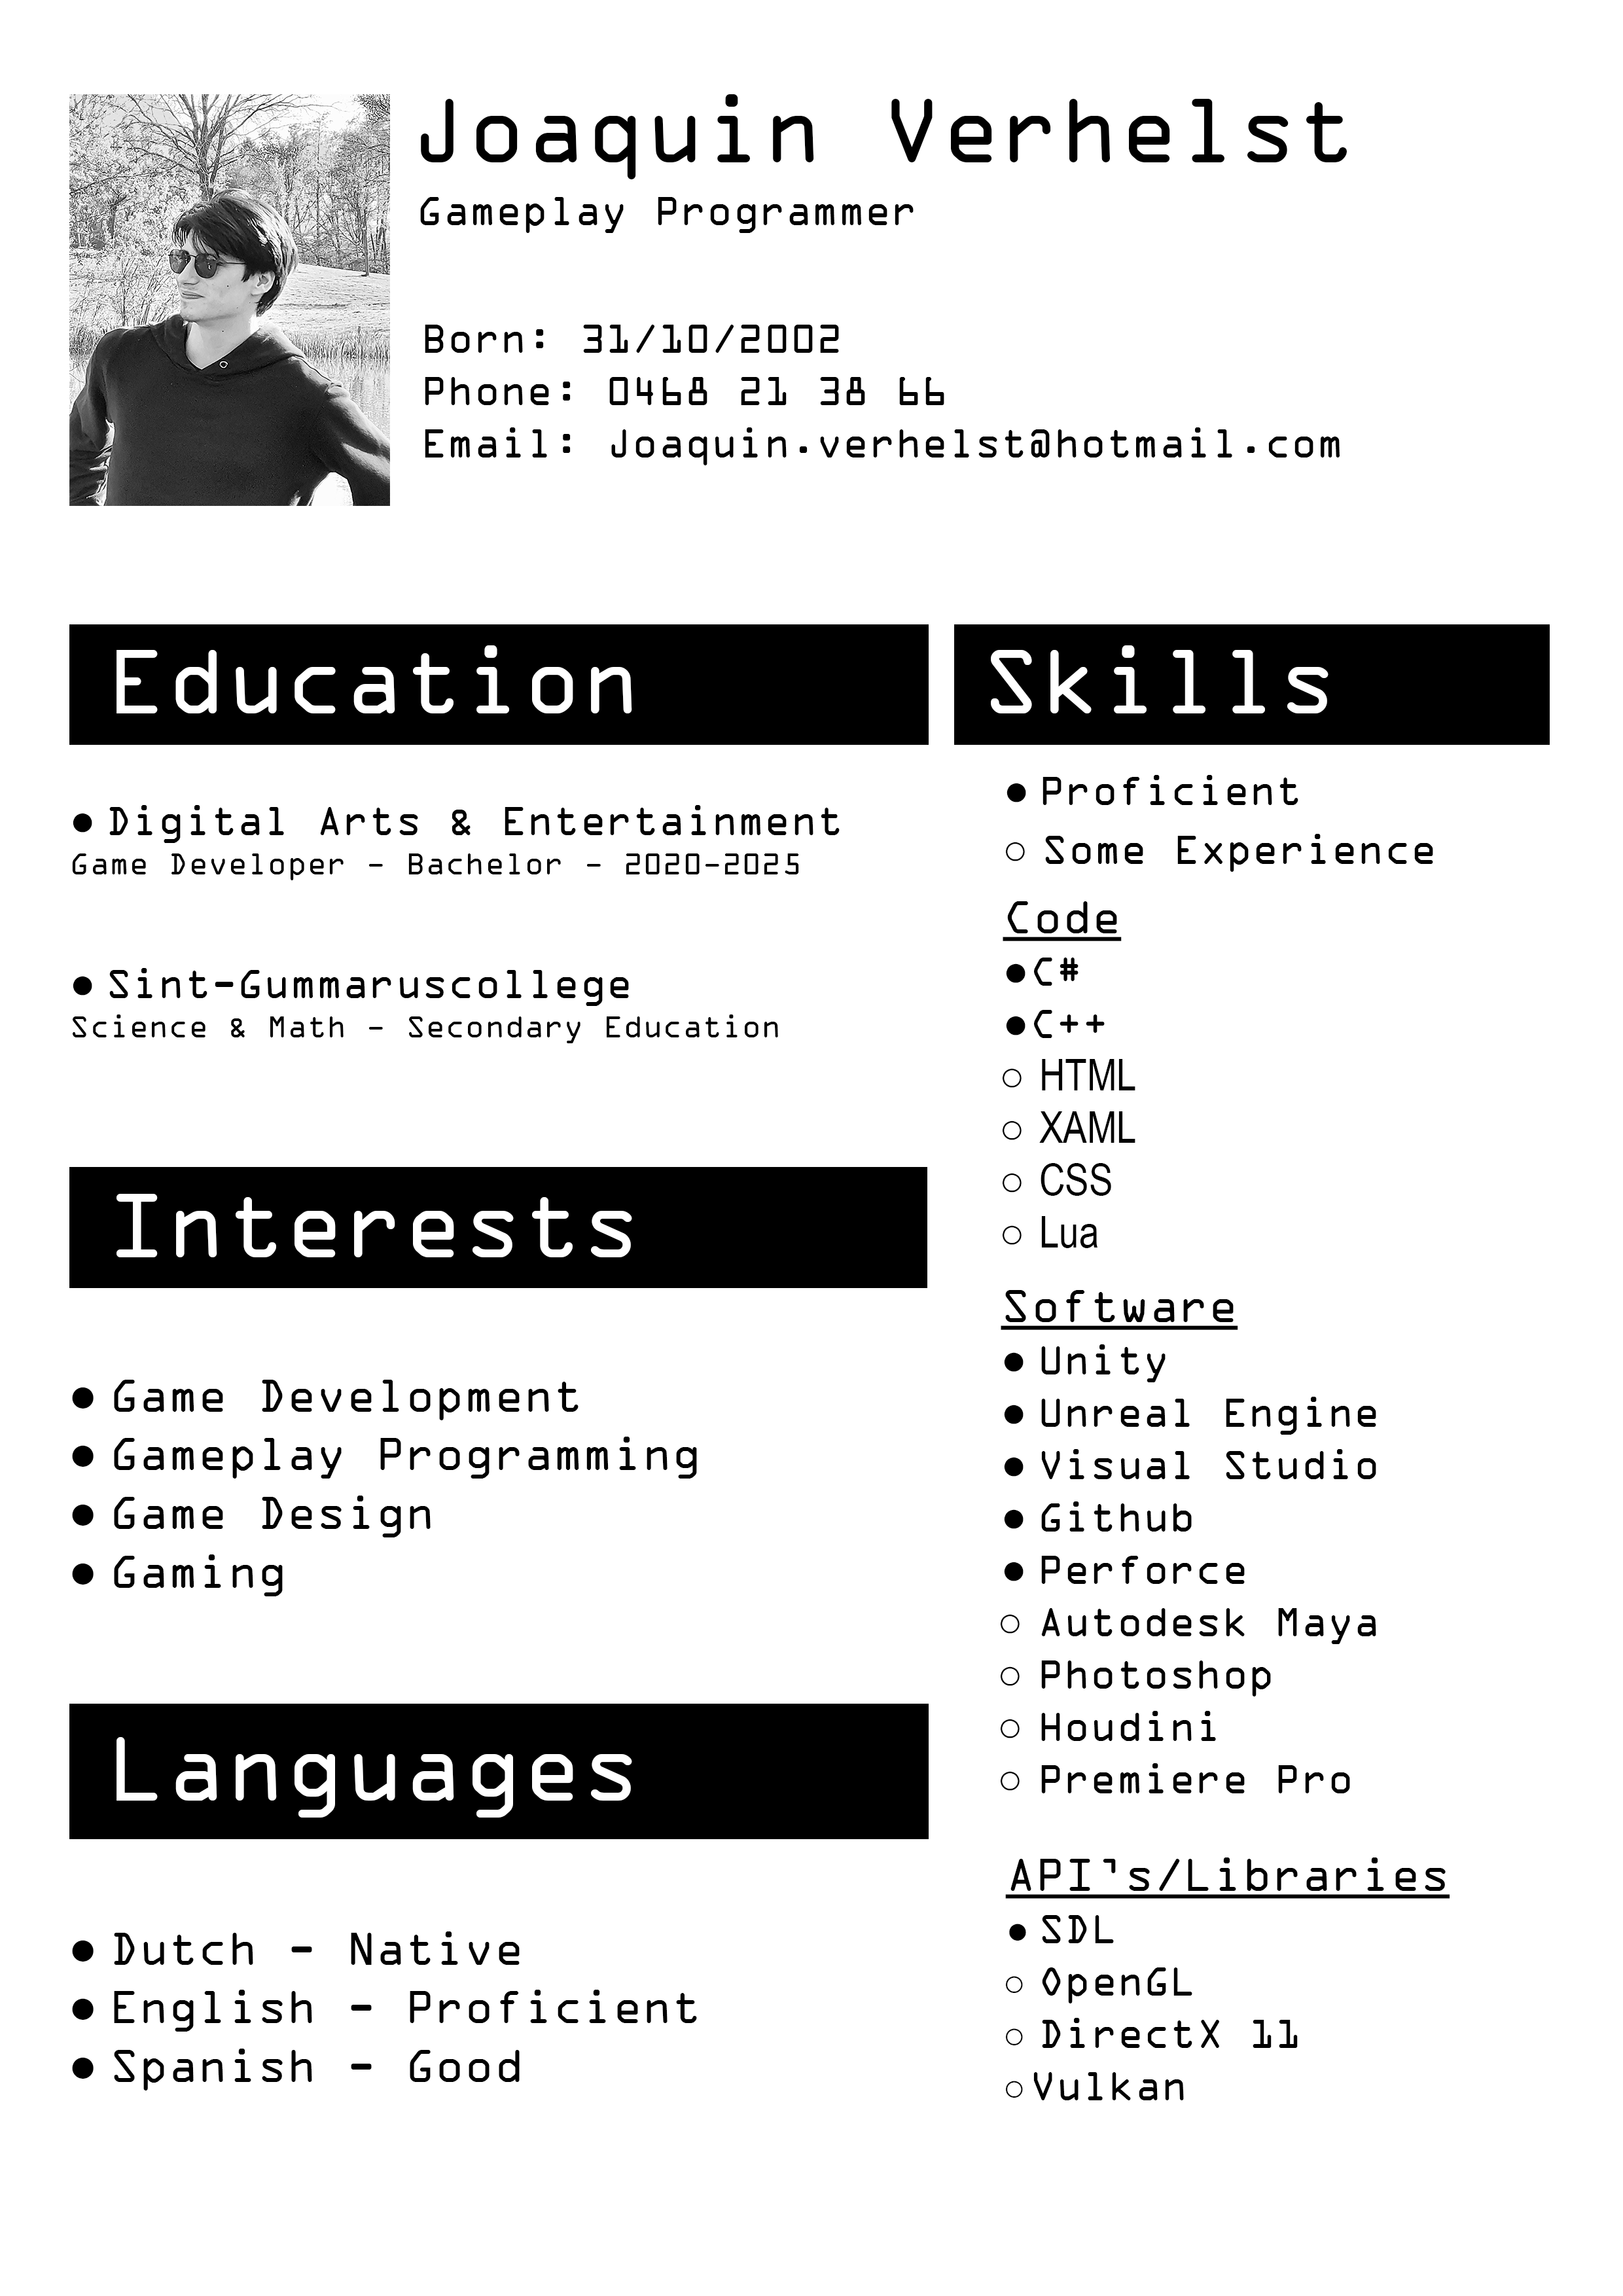 Joaquin Verhelst
Gameplay Programmer
Born: 31/10/2002
Phone: 0468 21 38 66
Email: Joaquin.verhelst@hotmail.com
Education
● Digital Arts & Entertainment
Game Developer - Bachelor - 2020-2025
● Sint-Gummaruscollege
Science & Math - Secondary Education
Interests
● Game Development
● Gameplay Programming
● Game Design
● Gaming
Languages
● Dutch - Native
● English - Proficient
● Spanish - Good
Skills
● Proficient
○ Some Experience
Code
● C#
● C++
○ HTML
○ XAML
○ CSS
○ Lua
Software
● Unity
● Unreal Engine
● Visual Studio
● Github
● Perforce
○ Autodesk Maya
○ Photoshop
○ Houdini
○ Premiere Pro
API's/Libraries
● SDL
○ OpenGL
○ DirectX 11
○ Vulkan